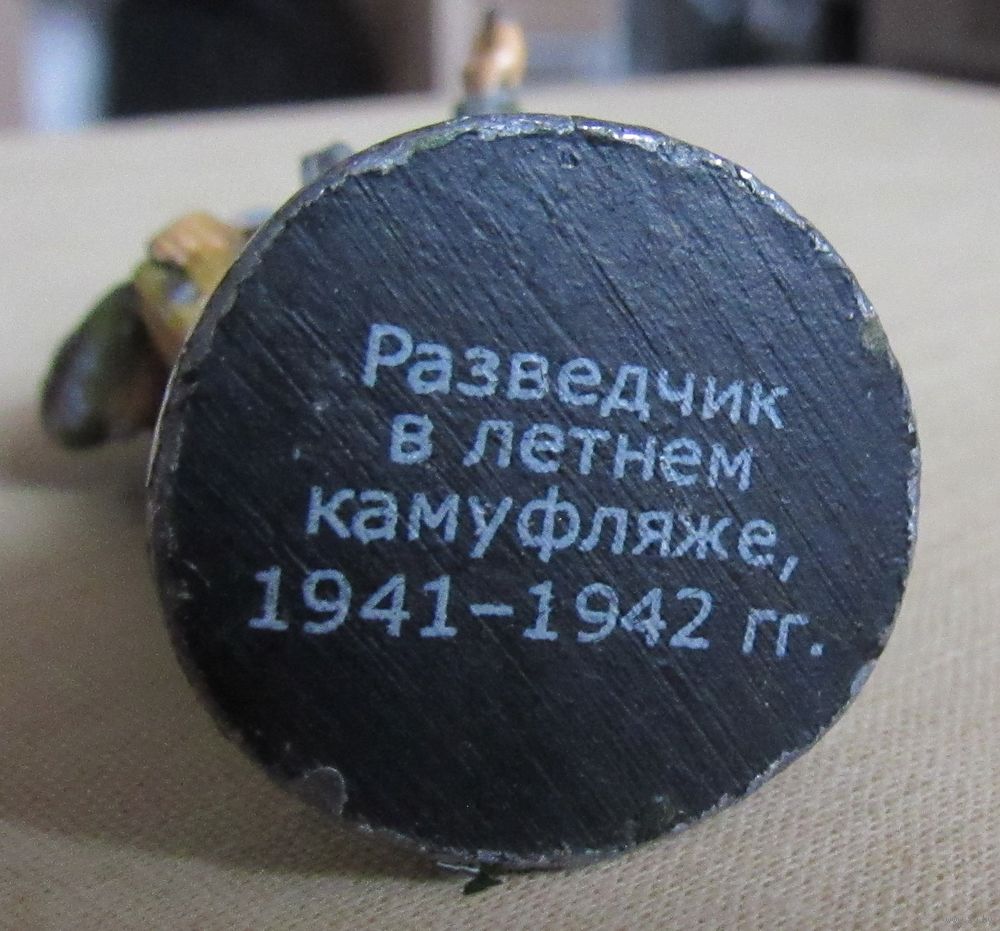 Разведчик
в летнем
камуфляже,
1941–1942 гг.